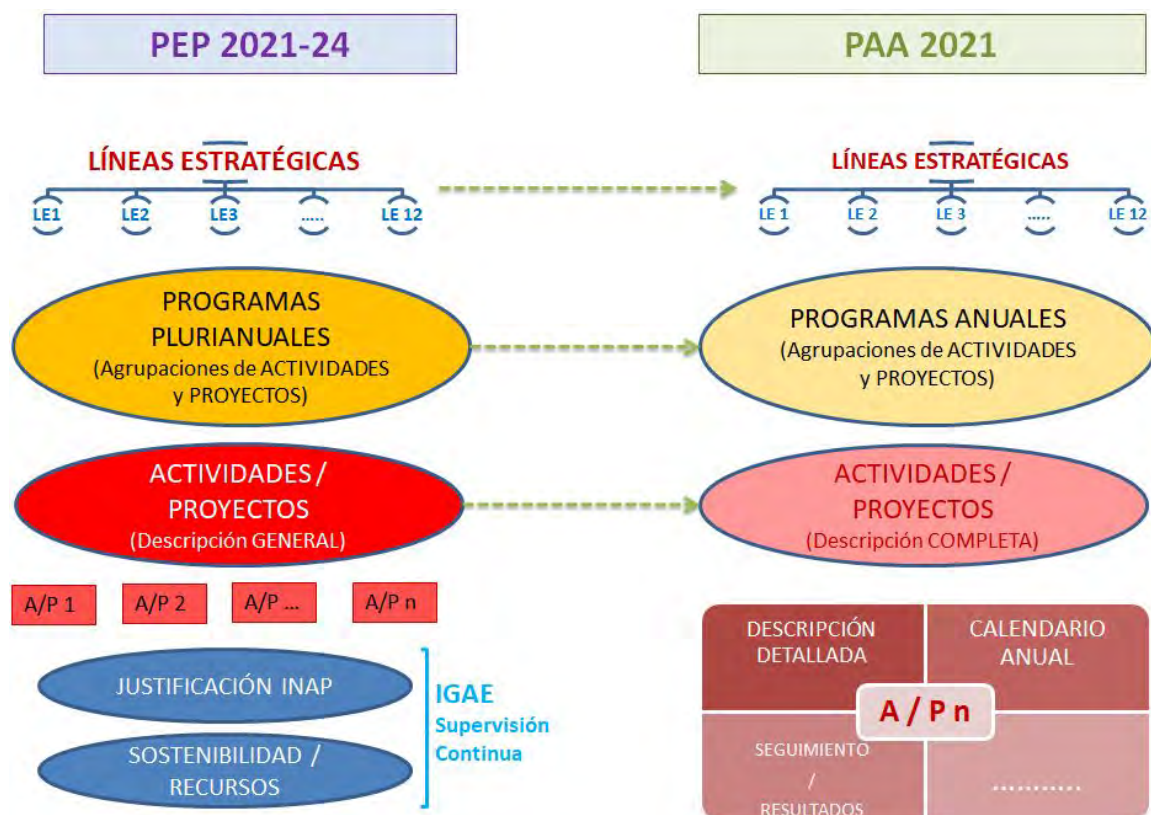 PEP 2021-24
LÍNEAS ESTRATÉGICAS
LE1 LE2 LE3 ..... LE 12
PROGRAMAS
PLURIANUALES
(Agrupaciones de ACTIVIDADES
y PROYECTOS)
ACTIVIDADES /
PROYECTOS
(Descripción GENERAL)
A/P 1 A/P 2 A/P ... A/P n
JUSTIFICACIÓN INAP
SOSTENIBILIDAD /
RECURSOS
IGAE
Supervisión
Continua
PAA 2021
LÍNEAS ESTRATÉGICAS
LE 1 LE 2 LE 3 ..... LE 12
PROGRAMAS ANUALES
(Agrupaciones de ACTIVIDADES
y PROYECTOS)
ACTIVIDADES /
PROYECTOS
(Descripción COMPLETA)
DESCRIPCIÓN
DETALLADA
CALENDARIO
ANUAL
A / P n
SEGUIMIENTO
/
RESULTADOS
...........